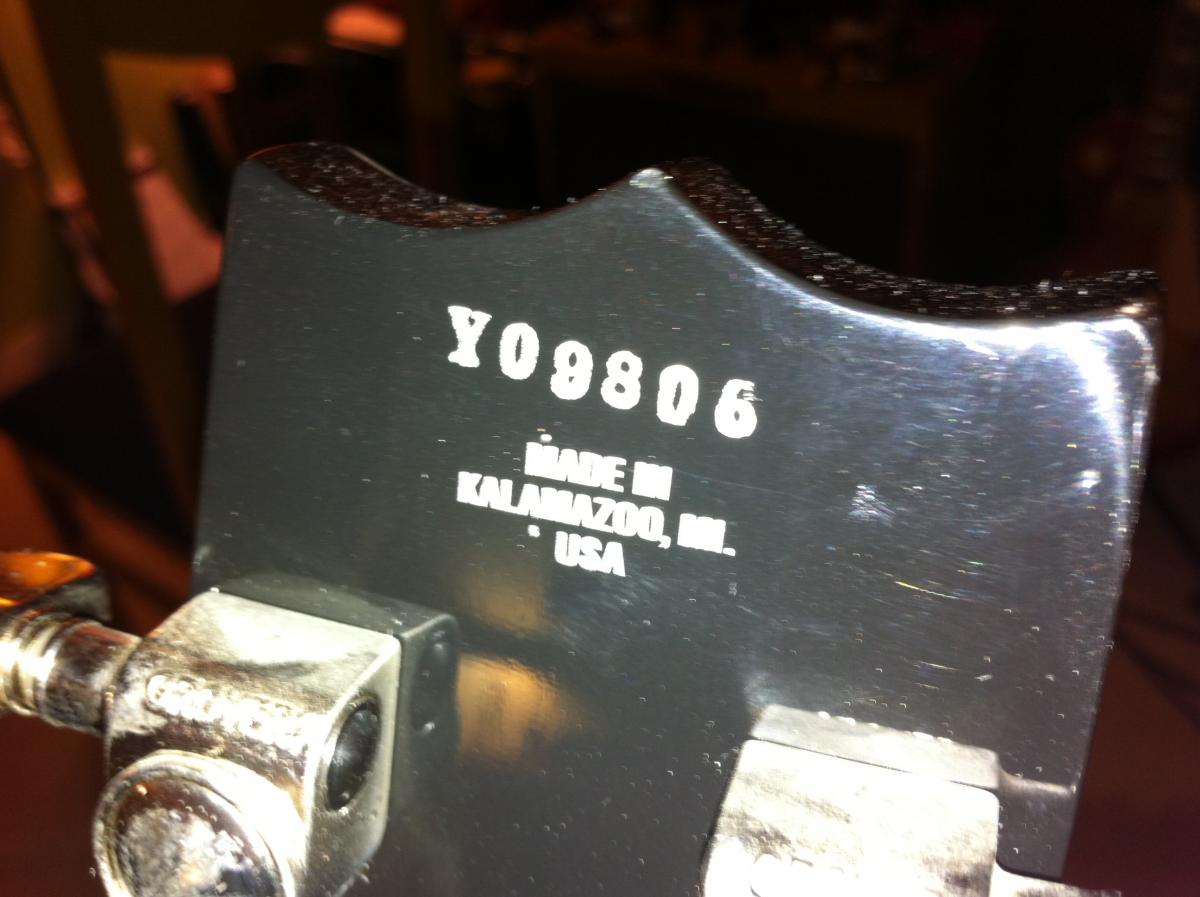 Y09806
MADE IN
KALAMAZOO, MI.
USA